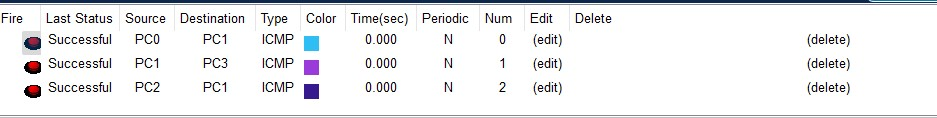 Fire Last Status Source Destination Type Color Time(sec) Periodic Num Edit Delete
Successful PC0 PC1 ICMP 0.000 N 0 (edit) (delete)
Successful PC1 PC3 ICMP 0.000 N 1 (edit) (delete)
Successful PC2 PC1 ICMP 0.000 N 2 (edit) (delete)